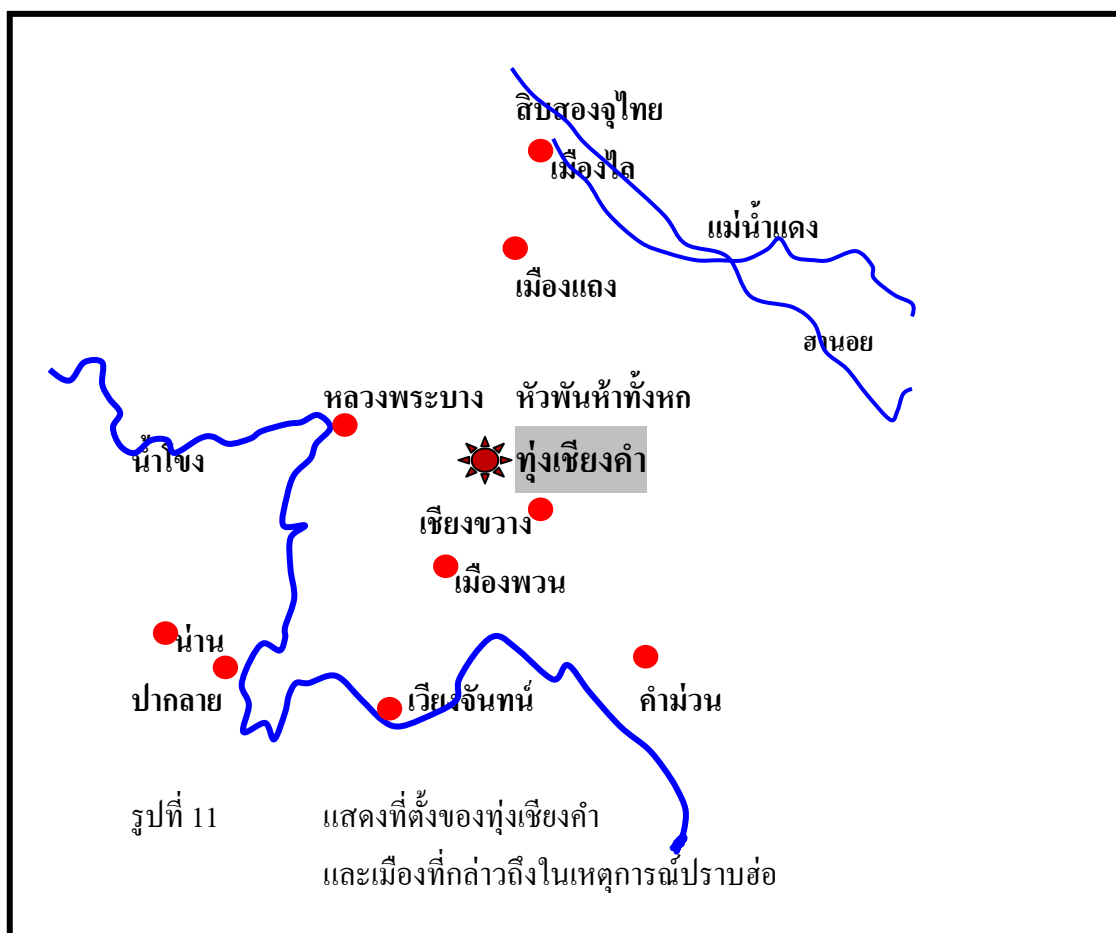 สิบสองจุไทย
เมืองไล
แม่น้ำแดง
เมืองแถง
ฮานอย
หลวงพระบาง
หัวพันห้าทั้งหก
น้ำโขง
ทุ่งเชียงคำ
เชียงขวาง
เมืองพวน
น่าน
ปากลาย
เวียงจันทน์
คำม่วน
รูปที่ 11 แสดงที่ตั้งของทุ่งเชียงคำ
และเมืองที่กล่าวถึงในเหตุการณ์ปราบฮ่อ